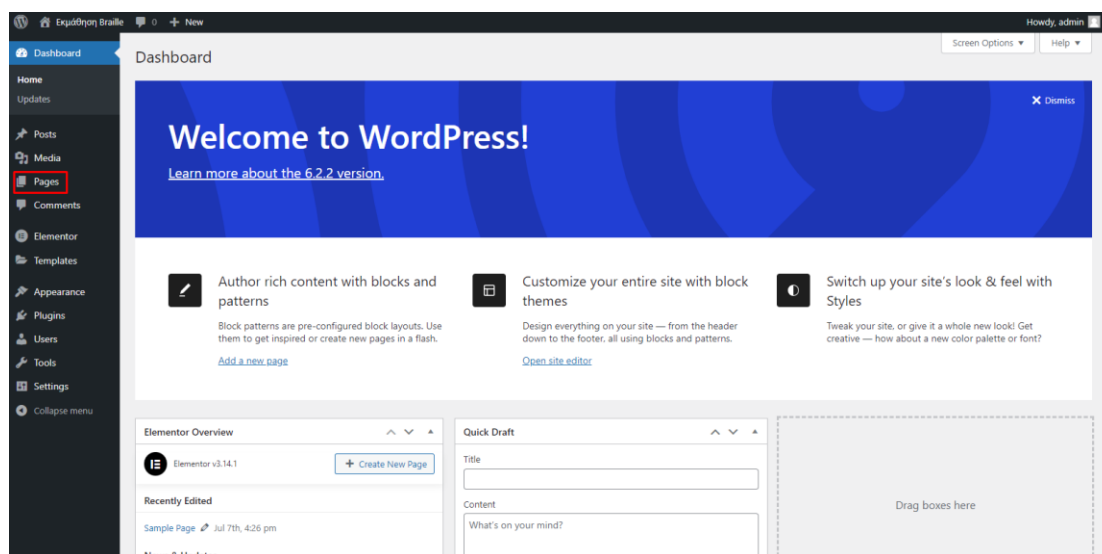 Εκμάθηση Braille 0 + New Howdy, admin
Screen Options ▼ Help ▼
Dashboard
Home
Updates
Posts
Media
Pages
Comments
Elementor
Templates
Appearance
Plugins
Users
Tools
Settings
Collapse menu
Dashboard
Dismiss
Welcome to WordPress!
Learn more about the 6.2.2 version.
Author rich content with blocks and
patterns
Block patterns are pre-configured block layouts. Use
them to get inspired or create new pages in a flash.
Add a new page
Customize your entire site with block
themes
Design everything on your site — from the header
down to the footer, all using blocks and patterns.
Open site editor
Switch up your site's look & feel with
Styles
Tweak your site, or give it a whole new look! Get
creative — how about a new color palette or font?
Elementor Overview
Elementor v3.14.1
+ Create New Page
Recently Edited
Sample Page Jul 7th, 4:26 pm
Quick Draft
Title
Content
What's on your mind?
Drag boxes here